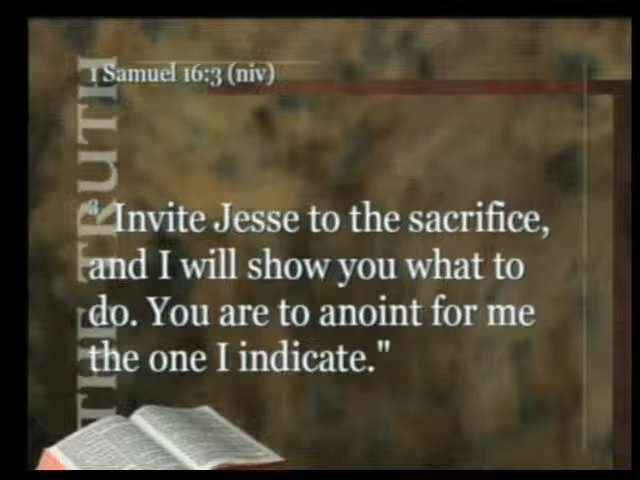 1 Samuel 16:3 (niv)
THE TRUTH
3 Invite Jesse to the sacrifice,
and I will show you what to
do. You are to anoint for me
the one I indicate."